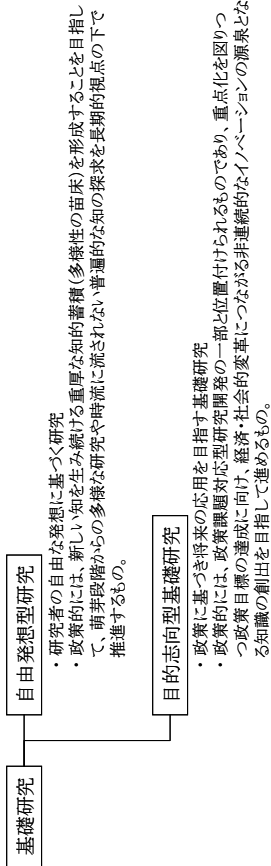 基礎研究
自由発想型研究
・研究者の自由な発想に基づく研究
・政策的には、新しい知を生み続ける重厚な知的蓄積(多様性の苗床)を形成することを目指し
て、萌芽段階からの多様な研究や時流に流されない普遍的な知の探求を長期的視点の下で
推進するもの。
目的志向型基礎研究
・政策に基づき将来の応用を目指す基礎研究
・政策的には、政策課題対応型研究開発の一部と位置付けられるものであり、重点化を図りつ
つ政策目標の達成に向け、経済・社会的変革につながる非連続的なイノベーションの源泉とな
る知識の創出を目指して進めるもの。